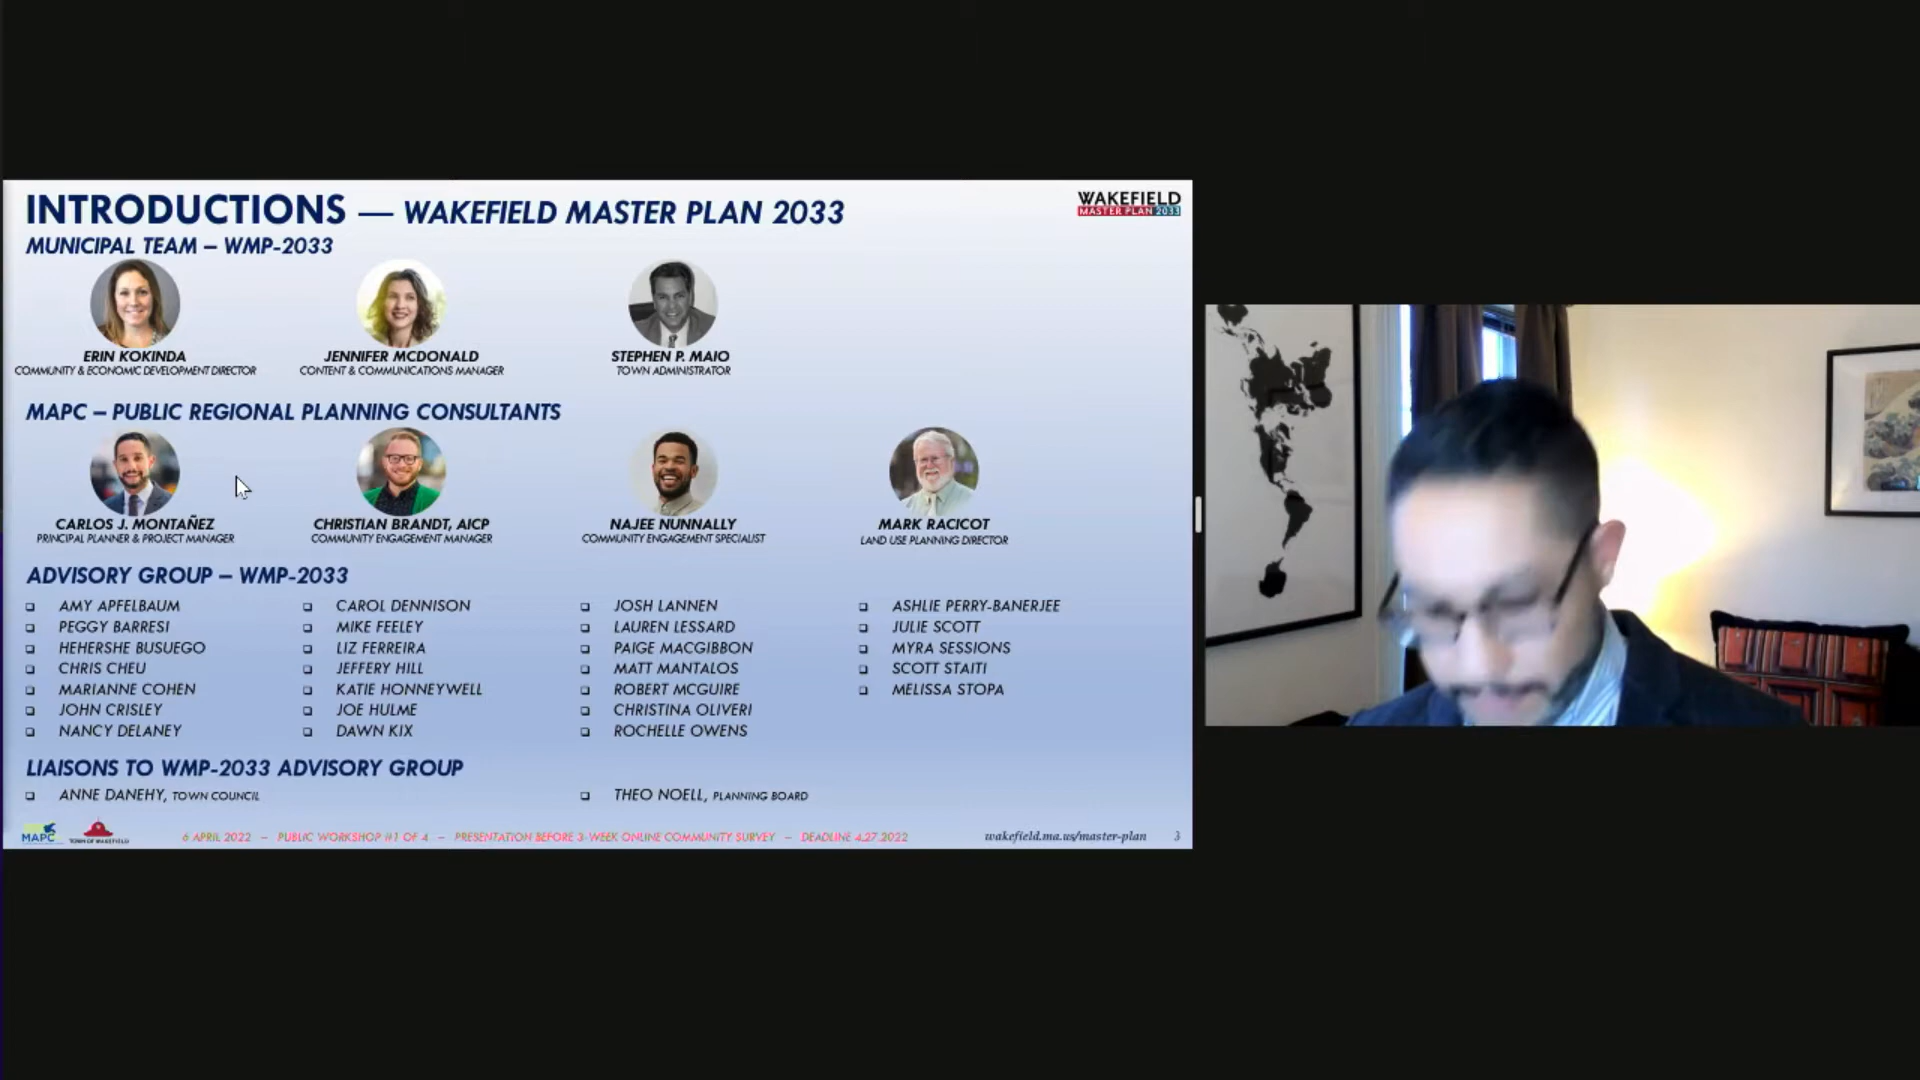 INTRODUCTIONS — WAKEFIELD MASTER PLAN 2033
WAKEFIELD
MASTER PLAN 2033
MUNICIPAL TEAM – WMP-2033
ERIN KOKINDA
COMMUNITY & ECONOMIC DEVELOPMENT DIRECTOR
JENNIFER MCDONALD
CONTENT & COMMUNICATIONS MANAGER
STEPHEN P. MAIO
TOWN ADMINISTRATOR
MAPC – PUBLIC REGIONAL PLANNING CONSULTANTS
CARLOS J. MONTAÑEZ
PRINCIPAL PLANNER & PROJECT MANAGER
CHRISTIAN BRANDT, AICP
COMMUNITY ENGAGEMENT MANAGER
NAJEE NUNNALLY
COMMUNITY ENGAGEMENT SPECIALIST
MARK RACICOT
LAND USE PLANNING DIRECTOR
ADVISORY GROUP – WMP-2033
AMY APFELBAUM
PEGGY BARRESI
HEHERSHE BUSUEGO
CHRIS CHEU
MARIANNE COHEN
JOHN CRISLEY
NANCY DELANEY
CAROL DENNISON
MIKE FEELEY
LIZ FERREIRA
JEFFERY HILL
KATIE HONNEYWELL
JOE HULME
DAWN KIX
JOSH LANNEN
LAUREN LESSARD
PAIGE MACGIBBON
MATT MANTALOS
ROBERT MCGUIRE
CHRISTINA OLIVERI
ROCHELLE OWENS
ASHLIE PERRY-BANERJEE
JULIE SCOTT
MYRA SESSIONS
SCOTT STAITI
MELISSA STOPA
LIAISONS TO WMP-2033 ADVISORY GROUP
ANNE DANEHY, TOWN COUNCIL
THEO NOELL, PLANNING BOARD
MAPC
TOWN OF WAKEFIELD
6 APRIL 2022 – PUBLIC WORKSHOP #1 OF 4 – PRESENTATION BEFORE 3-WEEK ONLINE COMMUNITY SURVEY – DEADLINE 4.27.2022
wakefield.ma.us/master-plan 3